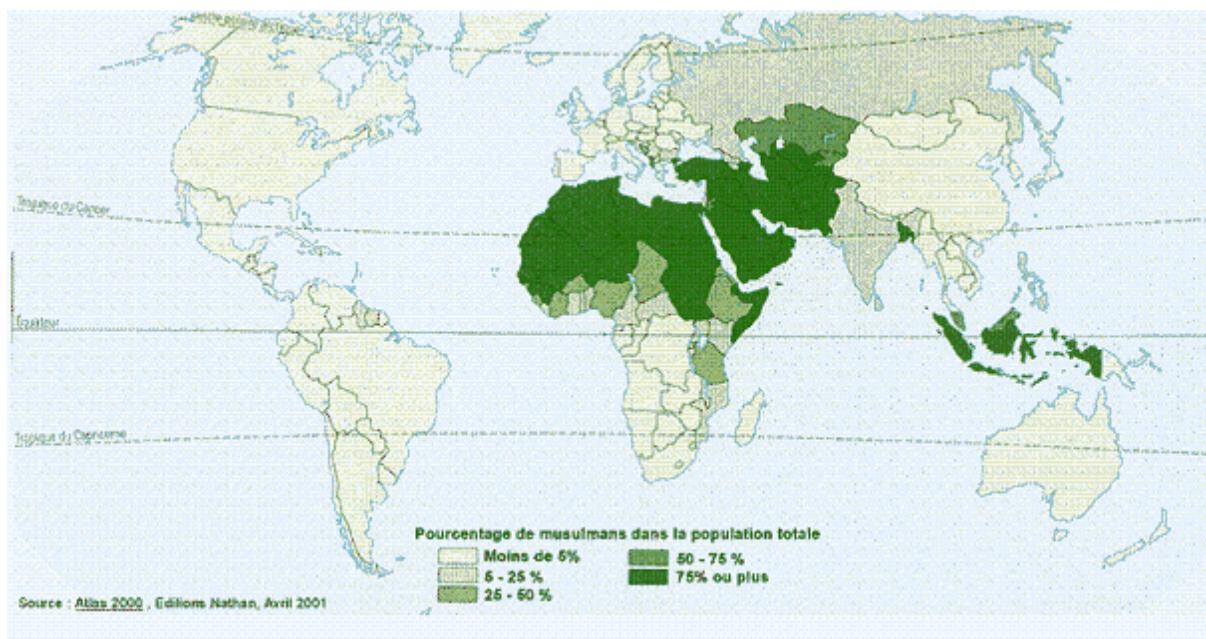 Tropique du Cancer
Equateur
Tropique du Capricorne
Pourcentage de musulmans dans la population totale
Moins de 5%
5 - 25 %
25 - 50 %
50 - 75 %
75% ou plus
Source : Atlas 2000 , Editions Nathan, Avril 2001